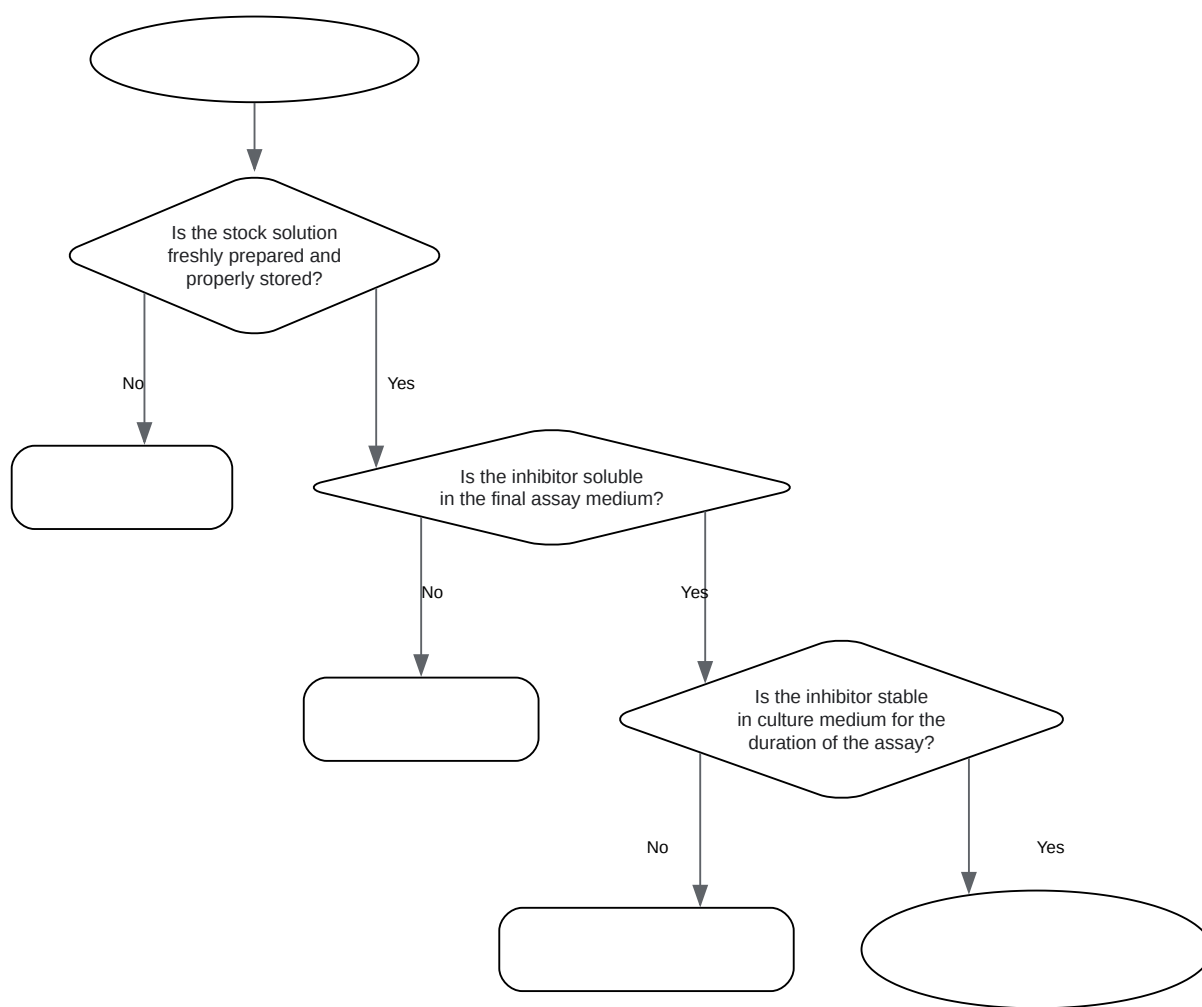 Is the stock solution
freshly prepared and
properly stored?
No
Yes
Is the inhibitor soluble
in the final assay medium?
No
Yes
Is the inhibitor stable
in culture medium for the
duration of the assay?
No
Yes